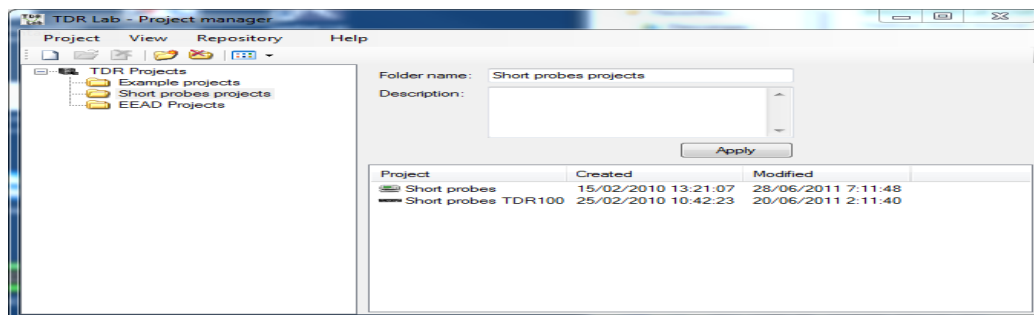 TDR Lab TDR Lab - Project manager
Project View Repository Help
TDR Projects
Example projects
Short probes projects
EEAD Projects
Folder name: Short probes projects
Description:
Apply
Project Created Modified
Short probes 15/02/2010 13:21:07 28/06/2011 7:11:48
Short probes TDR100 25/02/2010 10:42:23 20/06/2011 2:11:40